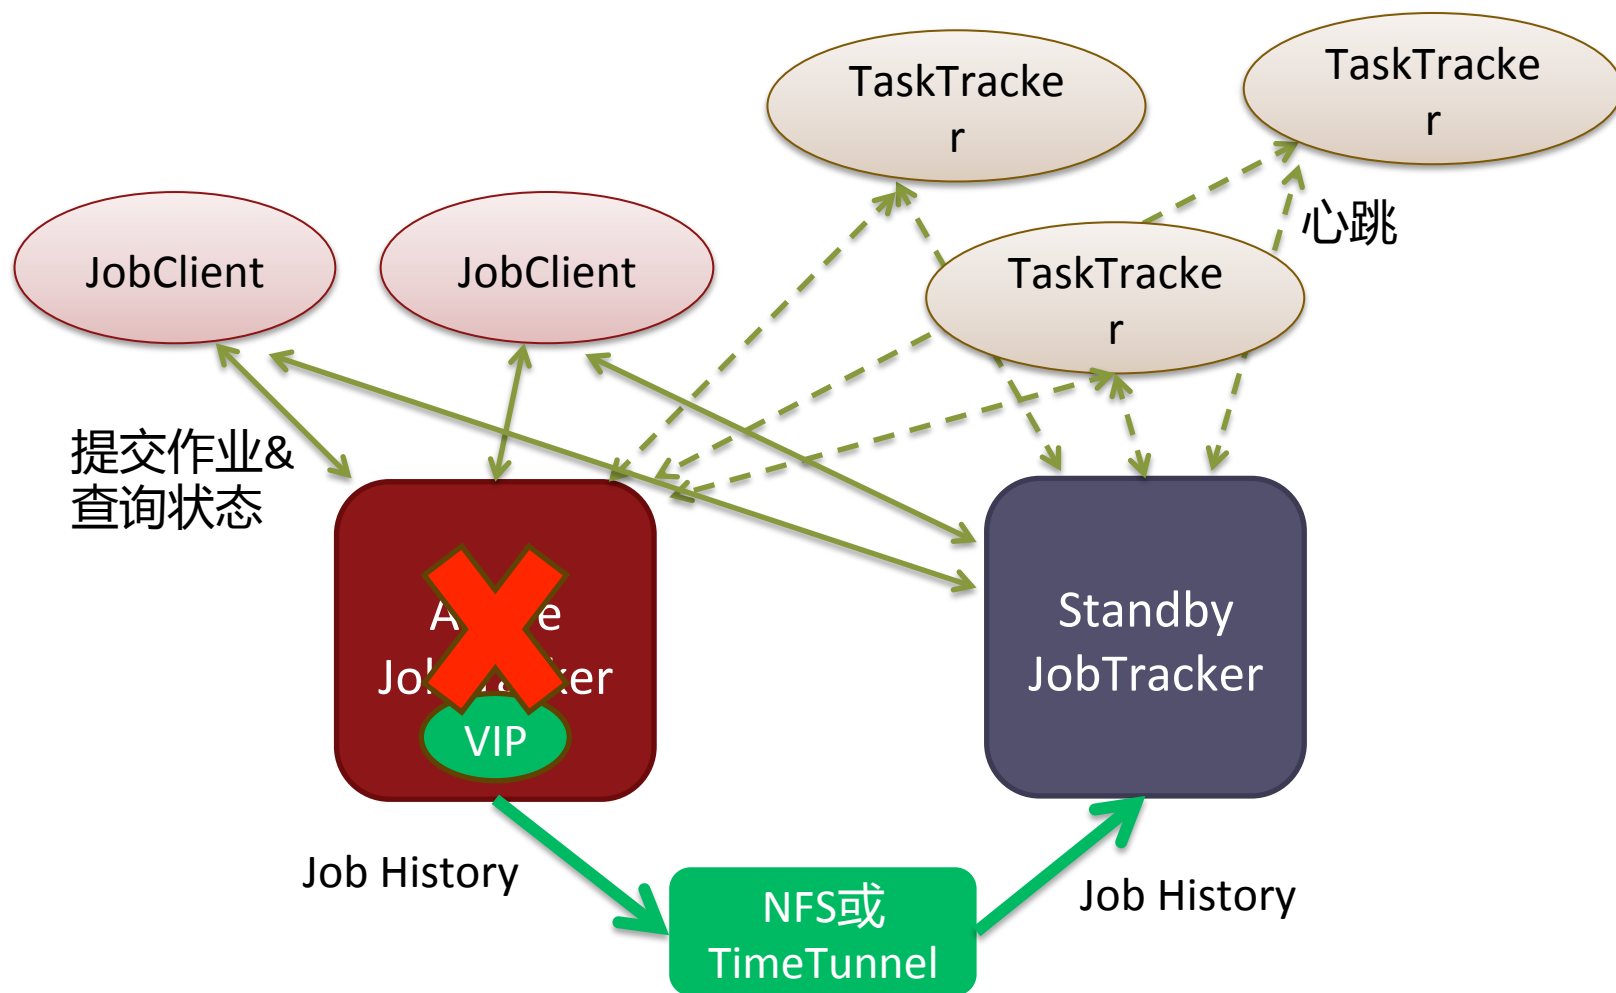 TaskTracke
r
TaskTracke
r
JobClient
JobClient
TaskTracke
r
心跳
提交作业&
查询状态
VIP
Standby
JobTracker
Job History
Job History
NFS或
TimeTunnel